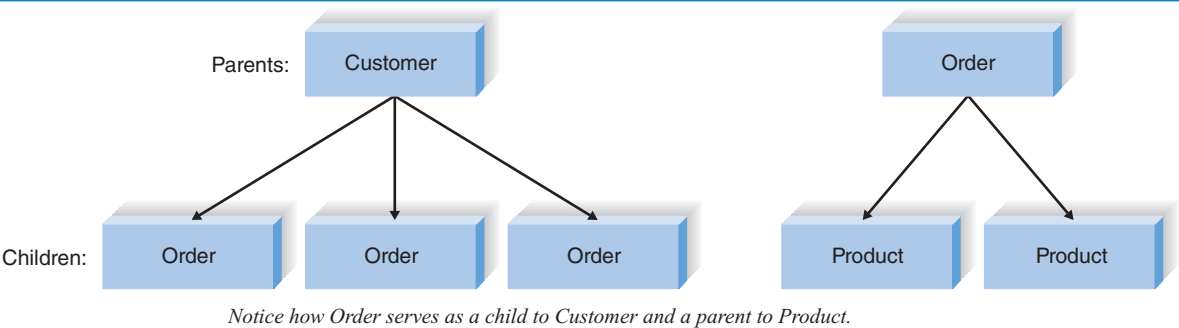 Parents: Customer Order
Children: Order Order Order Product Product
Notice how Order serves as a child to Customer and a parent to Product.